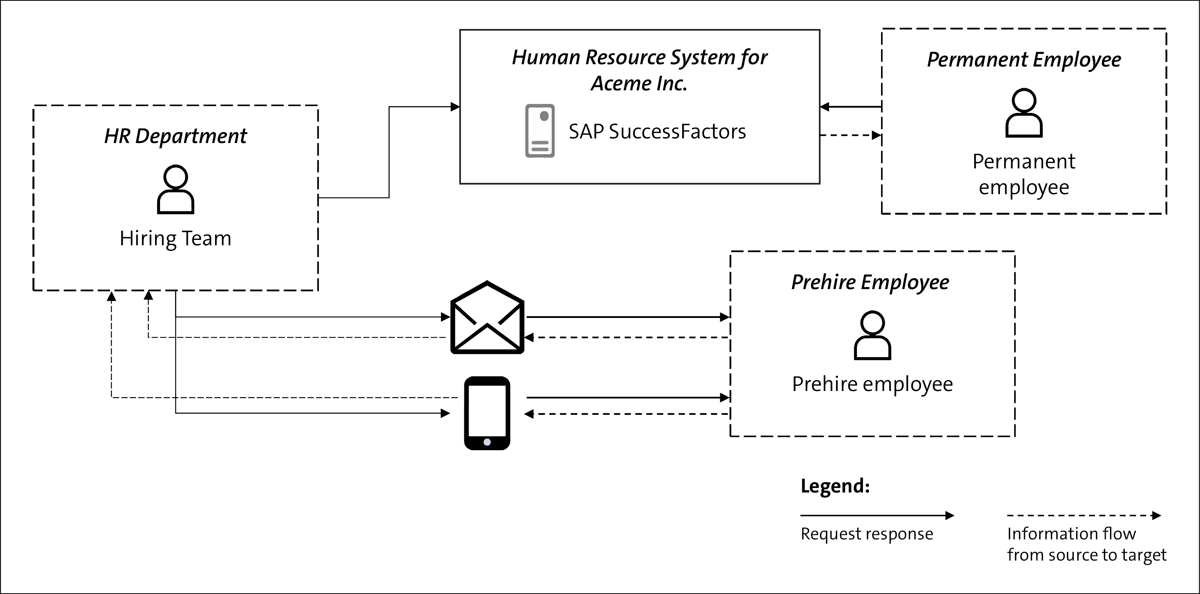 Human Resource System for
Aceme Inc.
SAP SuccessFactors
Permanent Employee
Permanent
employee
HR Department
Hiring Team
Prehire Employee
Prehire employee
Legend:
Request response
Information flow
from source to target